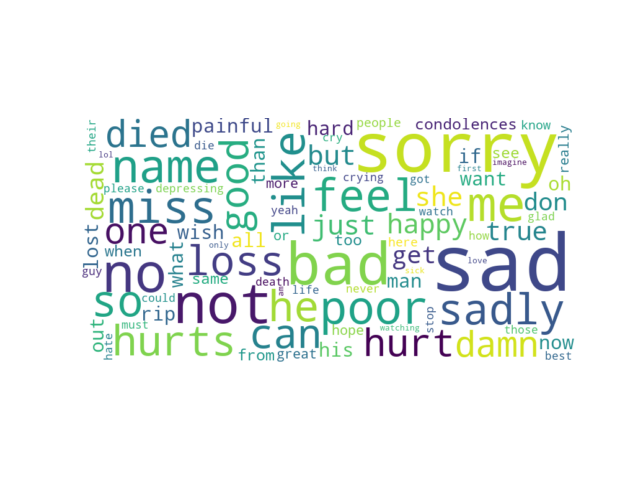 their
died
painful
lol
die
cry
hard
people
condolences
know
sorry
really
name
good
than
like
but
if
see
oh
dead
please
depressing
more
think
crying
got
want
first
imagine
miss
wish
yeah
feel
she
me
watch
don
glad
lost
one
what
all
or
just
happy
true
when
only
too
here
how
guy
no
loss
same
bad
get
love
sad
so
could
rip
not
death
am
life
he
never
poor
man
sick
sadly
out
hate
must
hurts
can
hope
watching
stop
those
from
great
his
hurt
damn
now
best
going